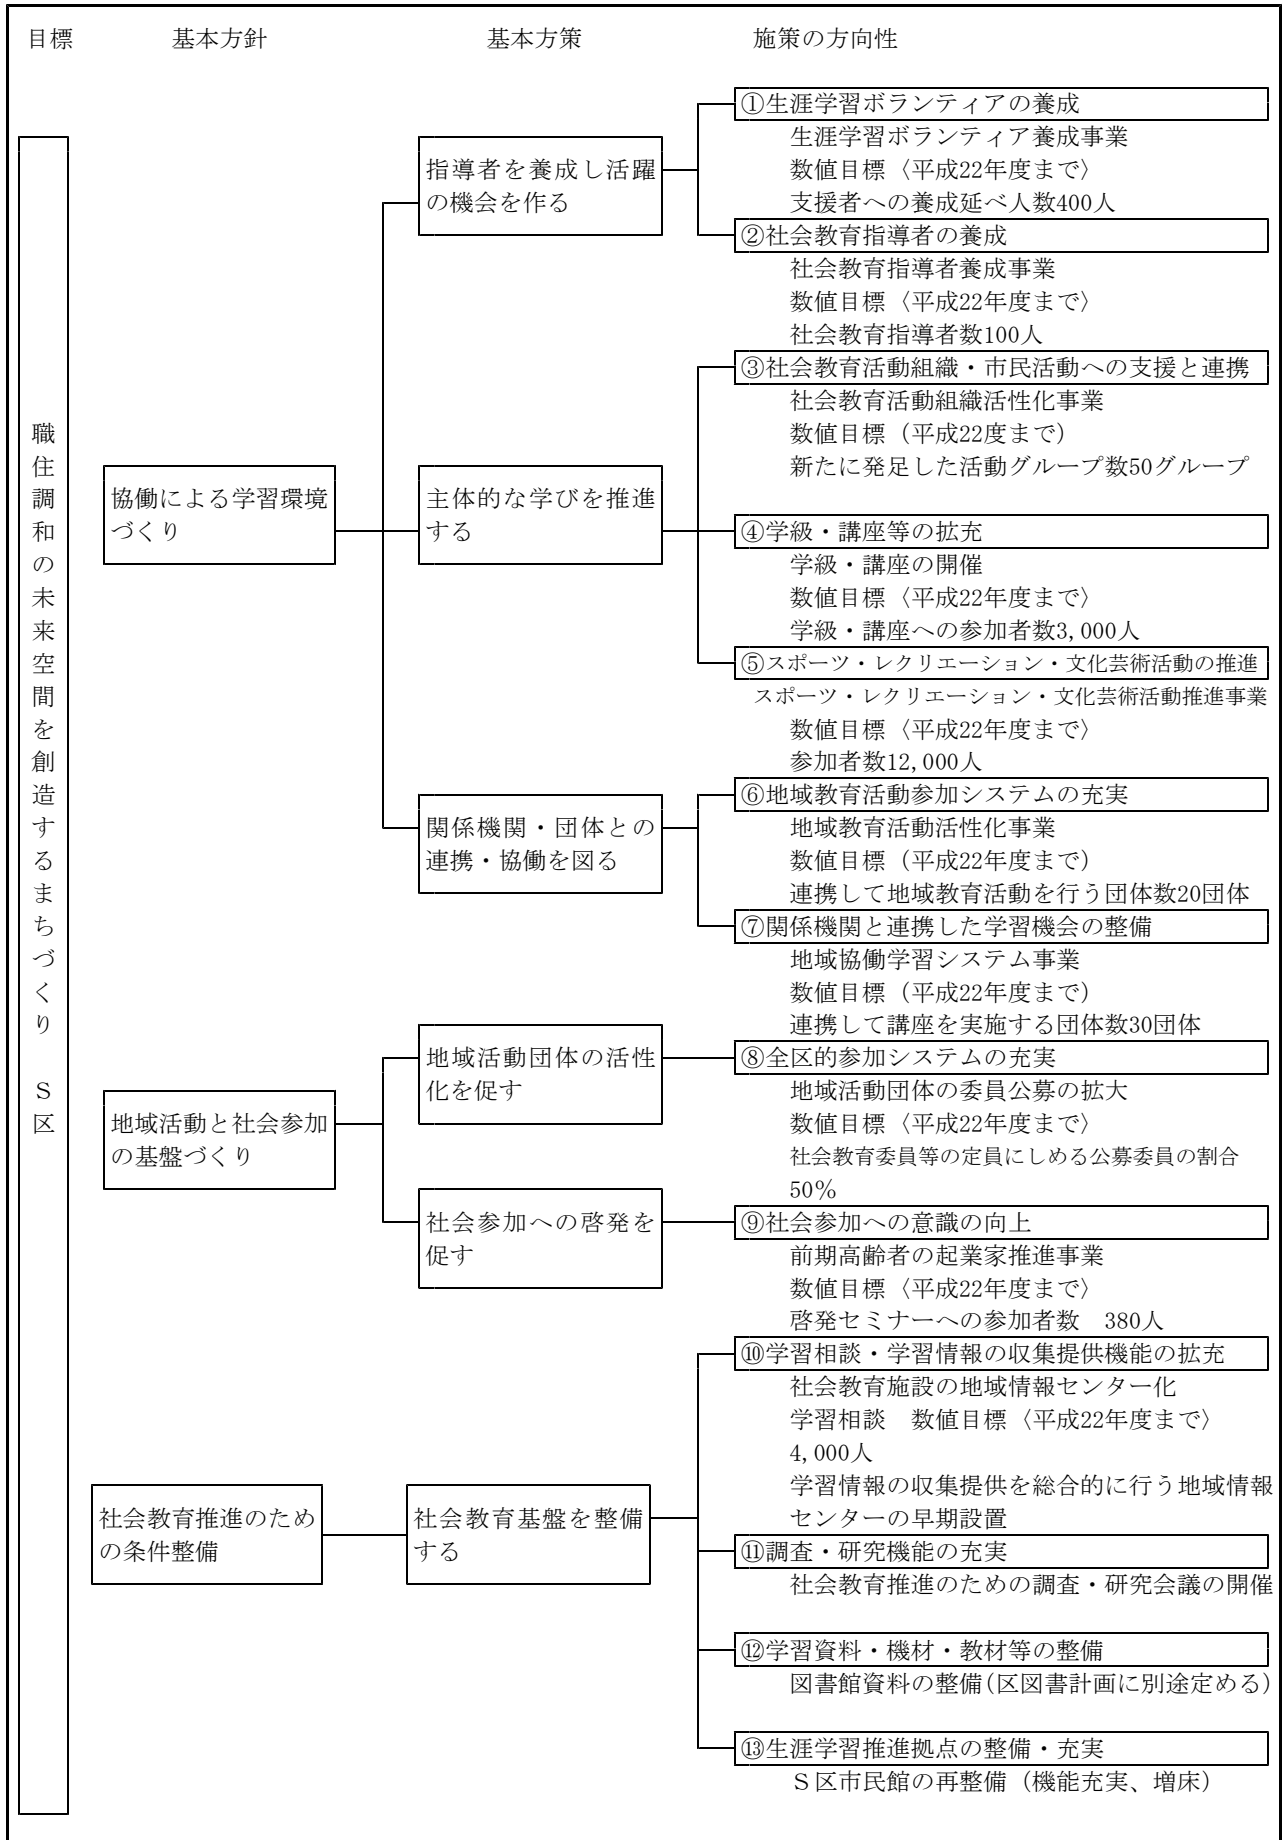 目標　基本方針　基本方策　施策の方向性
職住調和の未来空間を創造するまちづくり　Ｓ区
協働による学習環境
づくり
指導者を養成し活躍
の機会を作る
①生涯学習ボランティアの養成
生涯学習ボランティア養成事業
数値目標〈平成22年度まで〉
支援者への養成延べ人数400人
②社会教育指導者の養成
社会教育指導者養成事業
数値目標〈平成22年度まで〉
社会教育指導者数100人
主体的な学びを推進
する
③社会教育活動組織・市民活動への支援と連携
社会教育活動組織活性化事業
数値目標（平成22度まで）
新たに発足した活動グループ数50グループ
④学級・講座等の拡充
学級・講座の開催
数値目標〈平成22年度まで〉
学級・講座への参加者数3,000人
⑤スポーツ・レクリエーション・文化芸術活動の推進
スポーツ・レクリエーション・文化芸術活動推進事業
数値目標〈平成22年度まで〉
参加者数12,000人
関係機関・団体との
連携・協働を図る
⑥地域教育活動参加システムの充実
地域教育活動活性化事業
数値目標（平成22年度まで）
連携して地域教育活動を行う団体数20団体
⑦関係機関と連携した学習機会の整備
地域協働学習システム事業
数値目標（平成22年度まで）
連携して講座を実施する団体数30団体
地域活動と社会参加
の基盤づくり
地域活動団体の活性
化を促す
⑧全区的参加システムの充実
地域活動団体の委員公募の拡大
数値目標〈平成22年度まで〉
社会教育委員等の定員にしめる公募委員の割合
50％
社会参加への啓発を
促す
⑨社会参加への意識の向上
前期高齢者の起業家推進事業
数値目標〈平成22年度まで〉
啓発セミナーへの参加者数　380人
社会教育推進のため
の条件整備
社会教育基盤を整備
する
⑩学習相談・学習情報の収集提供機能の拡充
社会教育施設の地域情報センター化
学習相談　数値目標〈平成22年度まで〉
4,000人
学習情報の収集提供を総合的に行う地域情報
センターの早期設置
⑪調査・研究機能の充実
社会教育推進のための調査・研究会議の開催
⑫学習資料・機材・教材等の整備
図書館資料の整備（区図書計画に別途定める）
⑬生涯学習推進拠点の整備・充実
Ｓ区市民館の再整備（機能充実、増床）